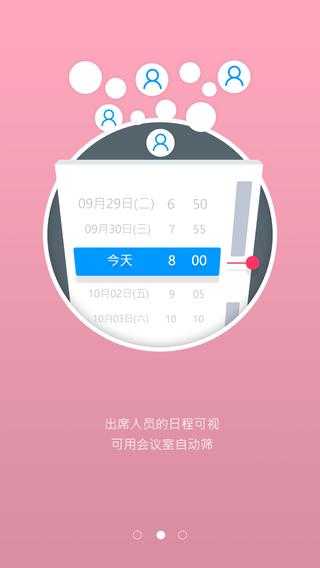 09月29日(二) 6 50
09月30日(三) 7 55
今天 8 00
10月02日(五) 9 05
10月03日(六) 10 10
出席人员的日程可视
可用会议室自动筛